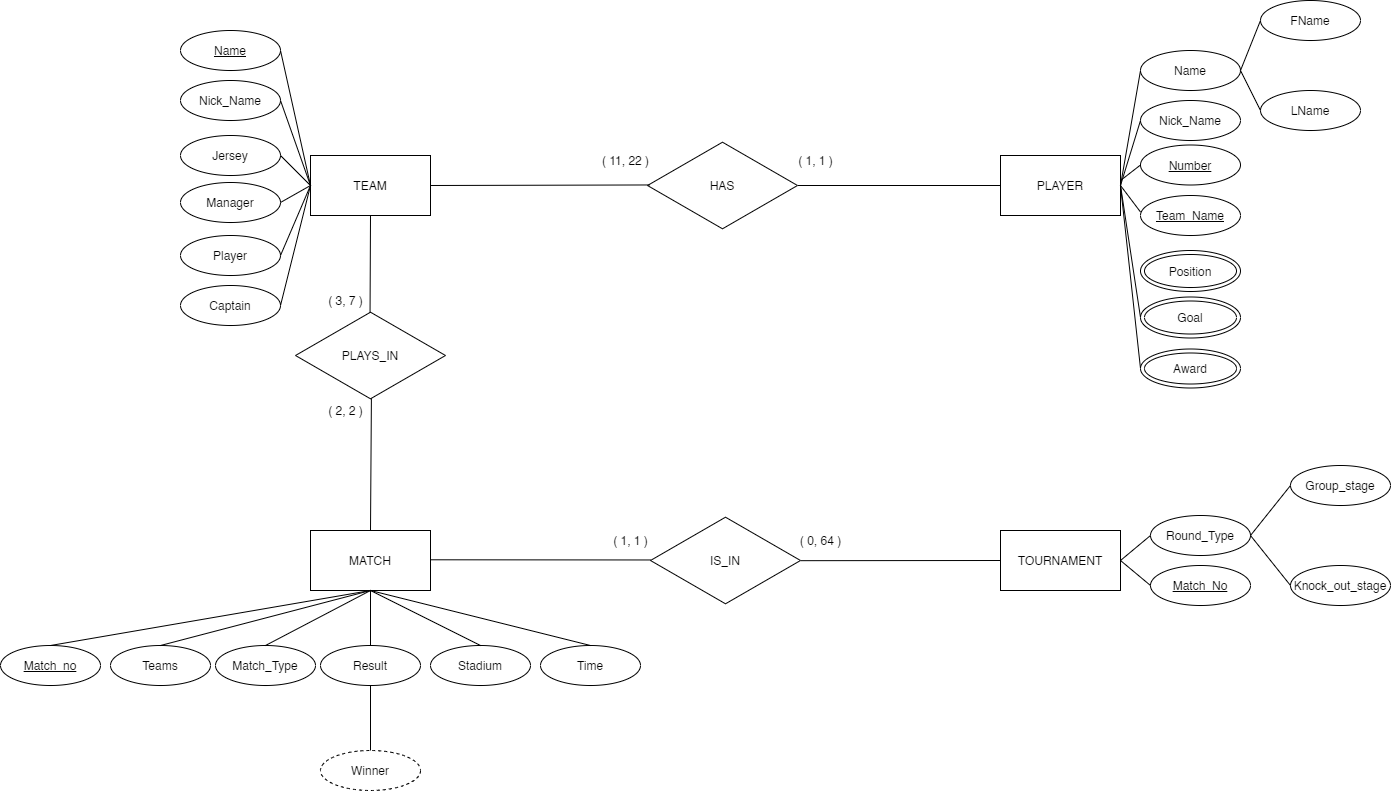 FName
Name
Name
Nick_Name
LName
Nick_Name
Jersey
( 11, 22 )
( 1, 1 )
Number
TEAM
HAS
PLAYER
Manager
Team_Name
Player
Position
Captain
( 3, 7 )
Goal
PLAYS_IN
Award
( 2, 2 )
Group_stage
( 1, 1 )
( 0, 64 )
Round_Type
MATCH
IS_IN
TOURNAMENT
Match_No
Knock_out_stage
Match_no
Teams
Match_Type
Result
Stadium
Time
Winner